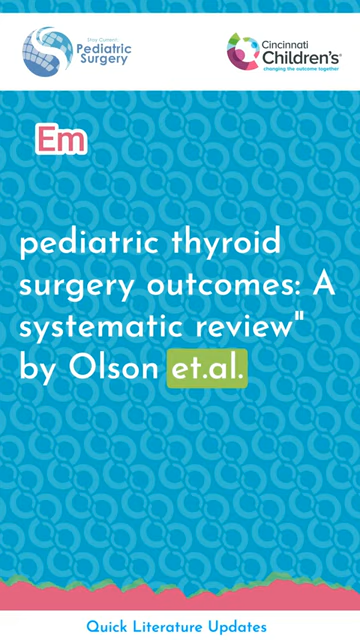 Stay Current:
Pediatric
Surgery
Cincinnati
Children's®
changing the outcome together
Em
pediatric thyroid
surgery outcomes: A
systematic review"
by Olson et.al.
Quick Literature Updates